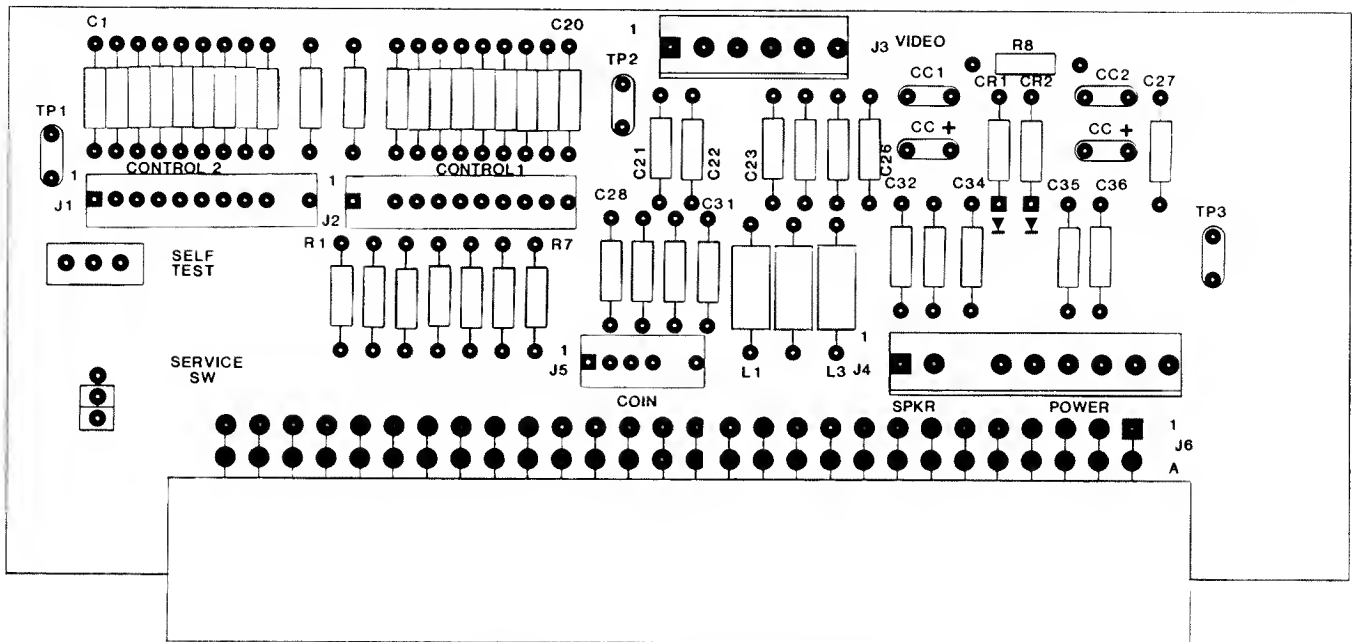 C1
C20
1
J3 VIDEO
R8
TP2
CC1
CR1 CR2
CC2
C27
TP1
CC +
CC +
C21
C22
C23
C26
1
CONTROL 2
1
CONTROL1
J1
J2
C28
C31
C32
C34
C35
C36
TP3
R1
R7
SELF
TEST
1
J5
L1
L3
1
J4
SERVICE
SW
COIN
SPKR
POWER
1
J6
A